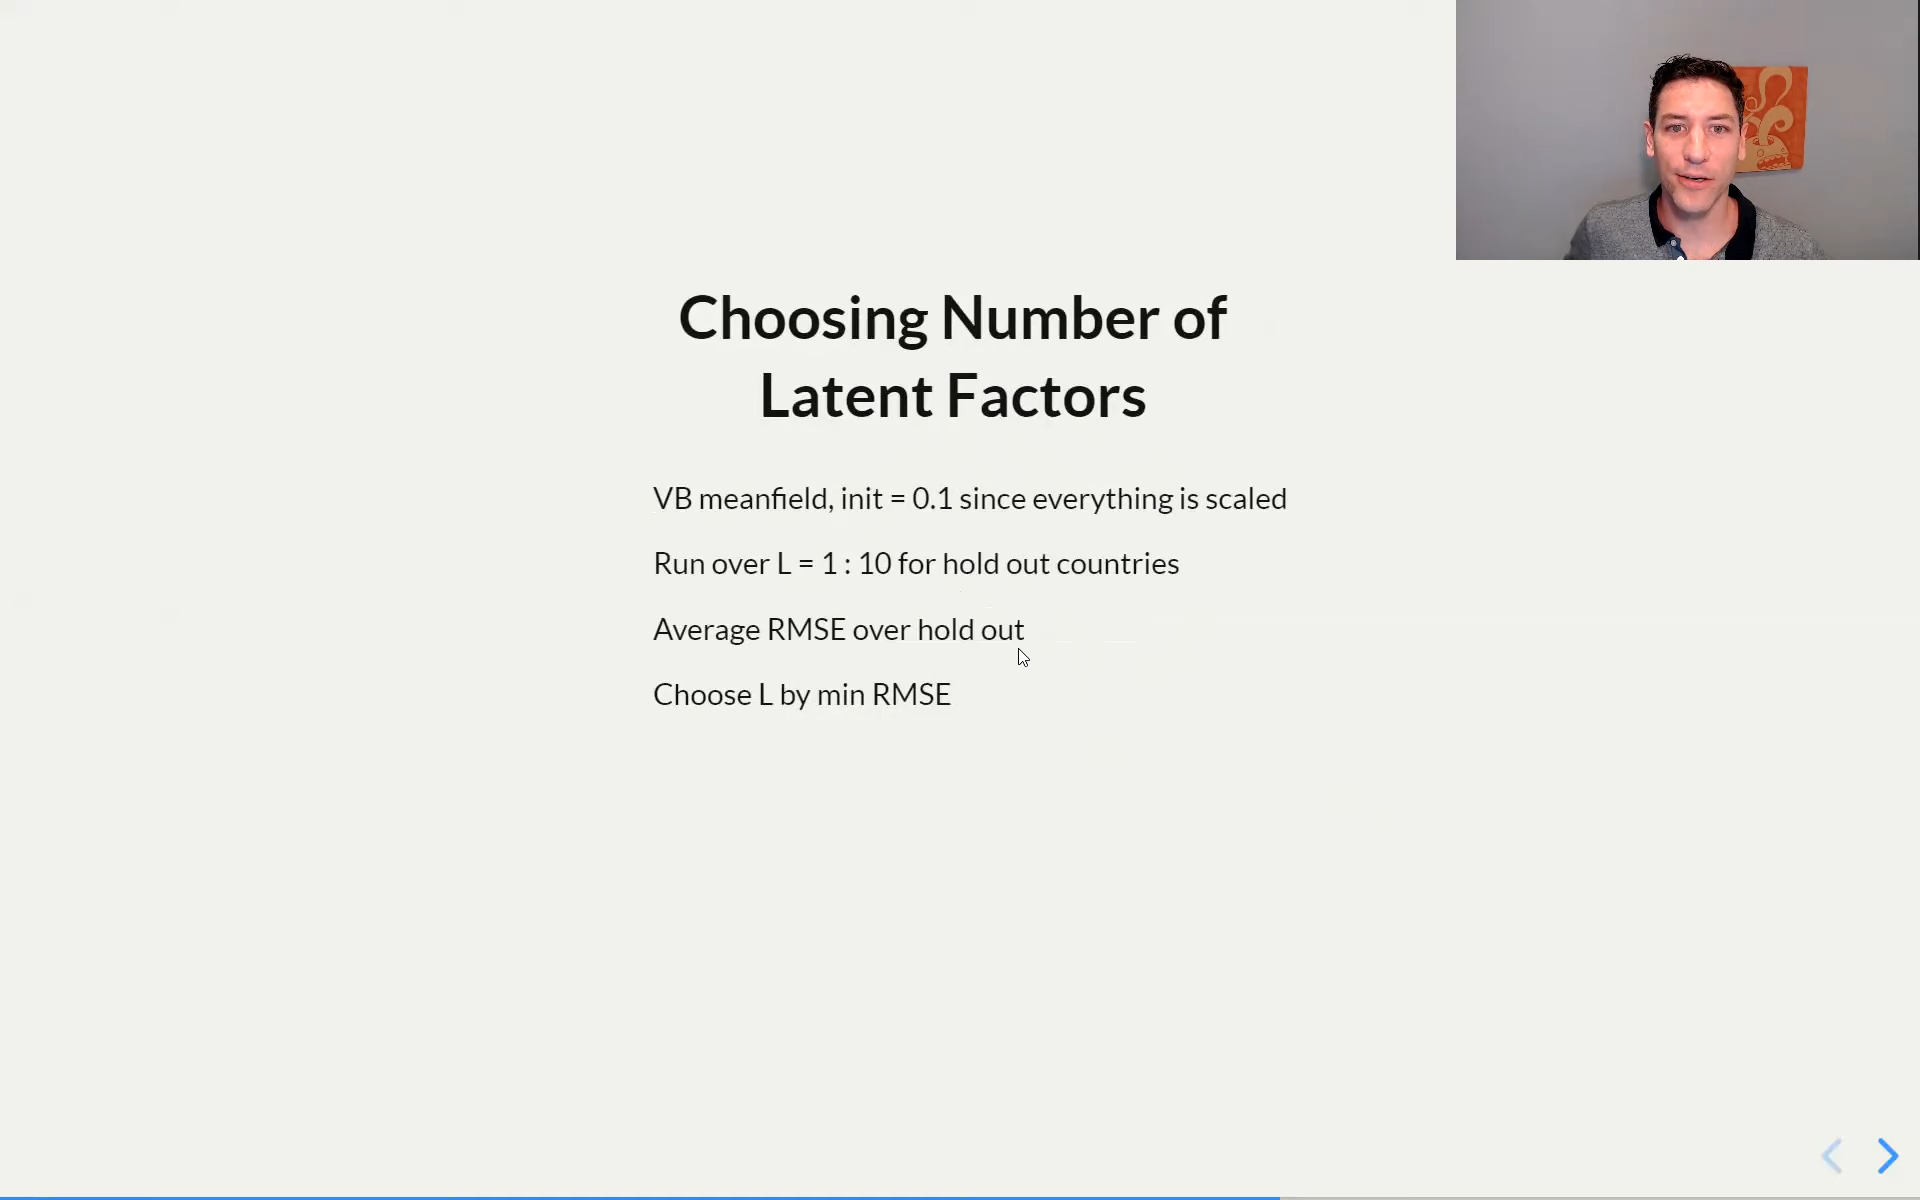 Choosing Number of
Latent Factors
VB meanfield, init = 0.1 since everything is scaled
Run over L = 1 : 10 for hold out countries
Average RMSE over hold out
Choose L by min RMSE